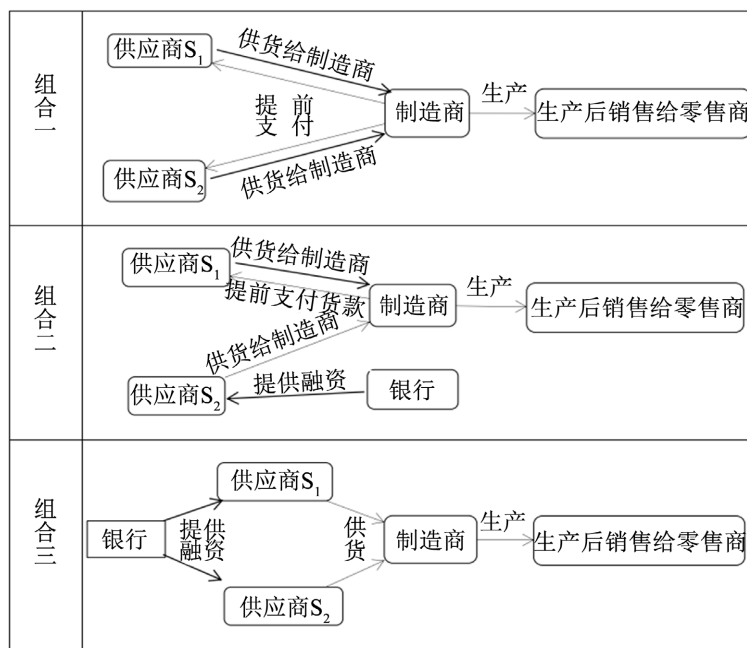 组合一
供应商S₁
供货给制造商
提前
支付
制造商
生产
生产后销售给零售商
供应商S₂
供货给制造商
组合二
供应商S₁
供货给制造商
提前支付货款
制造商
生产
生产后销售给零售商
供货给制造商
供应商S₂
提供融资
银行
组合三
银行
提供
融资
供应商S₁
供货
制造商
生产
生产后销售给零售商
供应商S₂